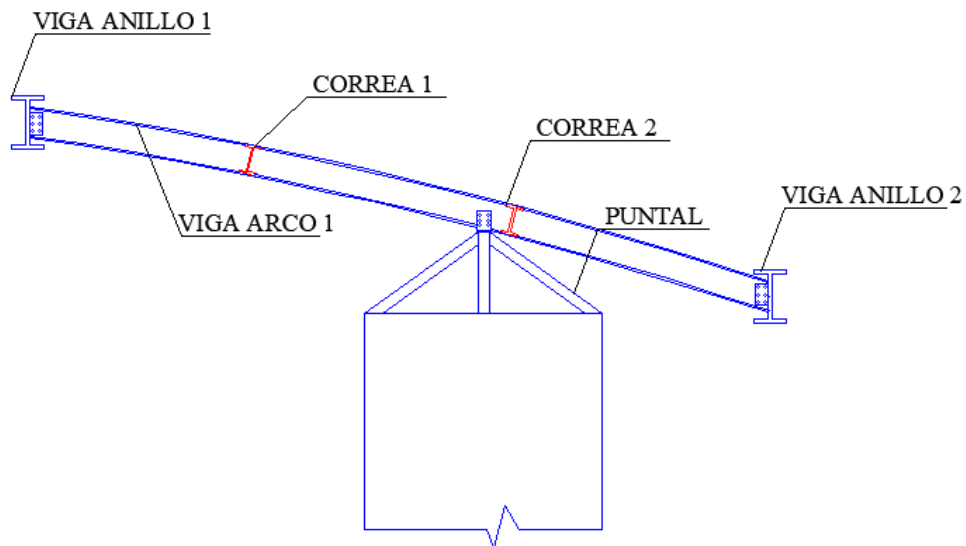 VIGA ANILLO 1
CORREA 1
CORREA 2
VIGA ANILLO 2
VIGA ARCO 1
PUNTAL